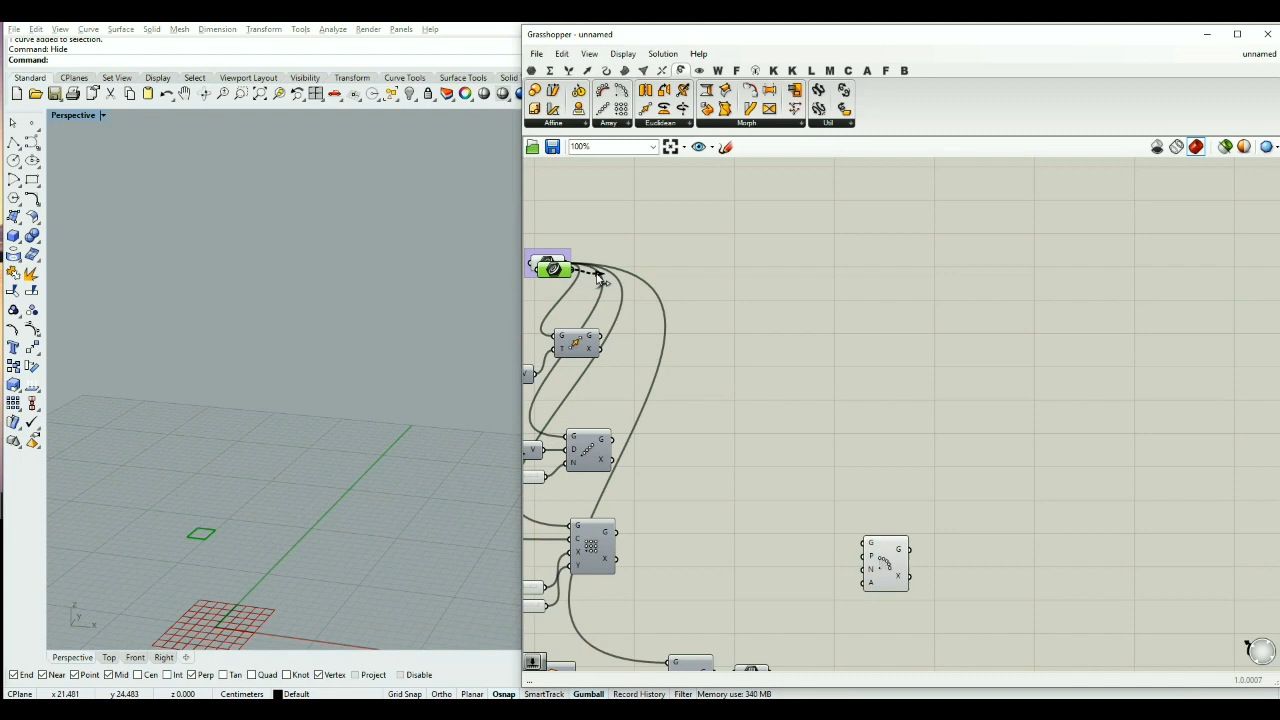 File Edit View Curve Surface Solid Mesh Dimension Transform Tools Analyze Render Panels Help
1 curve added to selection.
Command: Hide
Command:
Standard CPlanes Set View Display Select Viewport Layout Visibility Transform Curve Tools Surface Tools Solid
Perspective
Perspective Top Front Right
End Near Point Mid Cen Int Perp Tan Quad Knot Vertex Project Disable
CPlane x 21.481 y 24.483 z 0.000 Centimeters Default Grid Snap Ortho Planar Osnap SmartTrack Gumball Record History Filter Memory use: 340 MB
z
y
x
Grasshopper - unnamed
File Edit View Display Solution Help unnamed
W F K K L M C A F B
Affine Array Euclidean Morph Util
100%
G G
T X
V
G G
D X
V
N
G G
C
X X
Y
G
G G
P
N X
A
...
1.0.0007